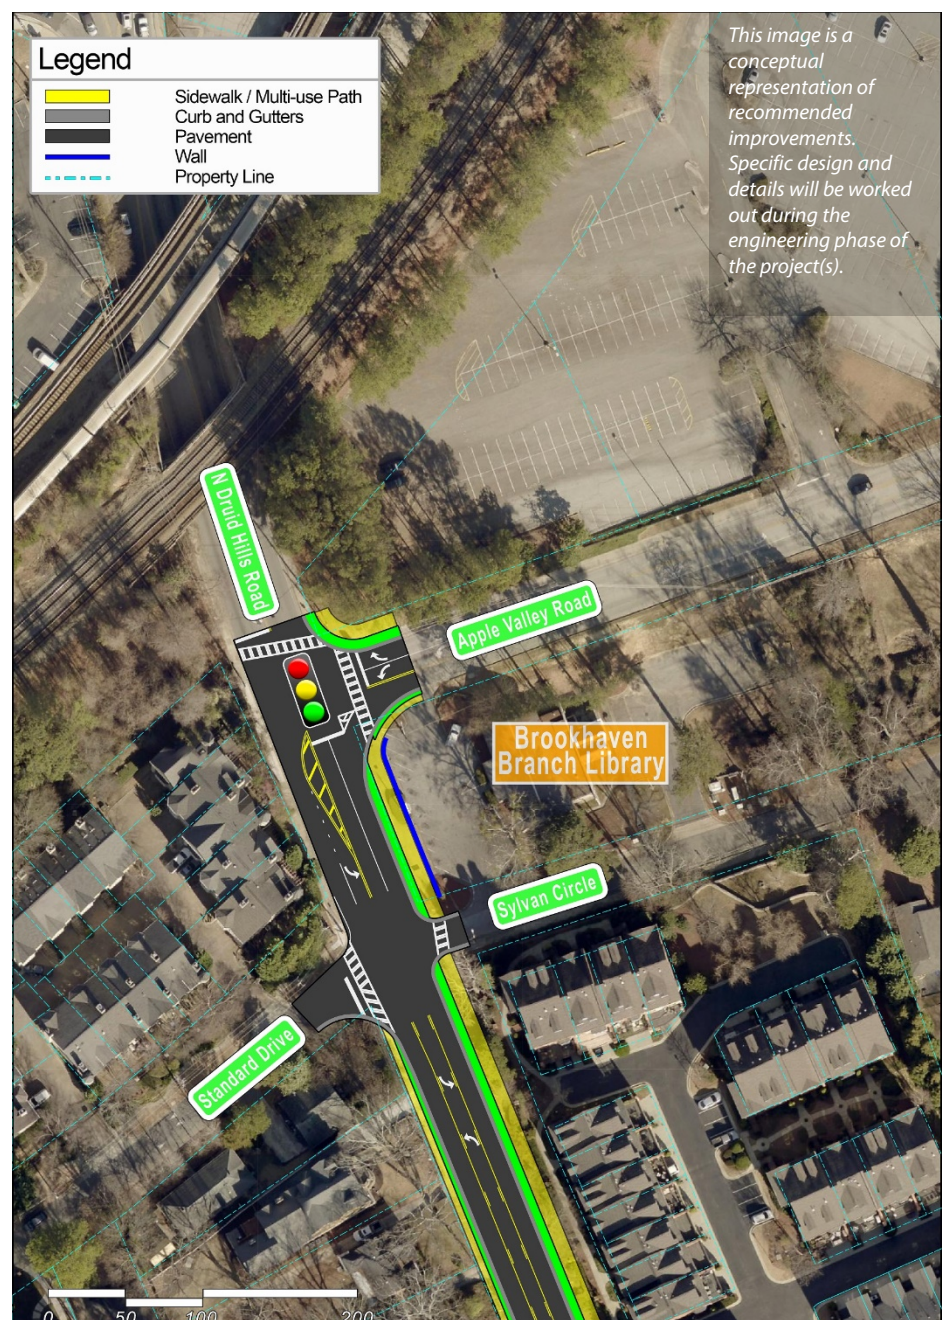 Legend
Sidewalk / Multi-use Path
Curb and Gutters
Pavement
Wall
Property Line
This image is a
conceptual
representation of
recommended
improvements.
Specific design and
details will be worked
out during the
engineering phase of
the project(s).
N Druid Hills Road
Apple Valley Road
Brookhaven
Branch Library
Sylvan Circle
Standard Drive
0 50 100 200